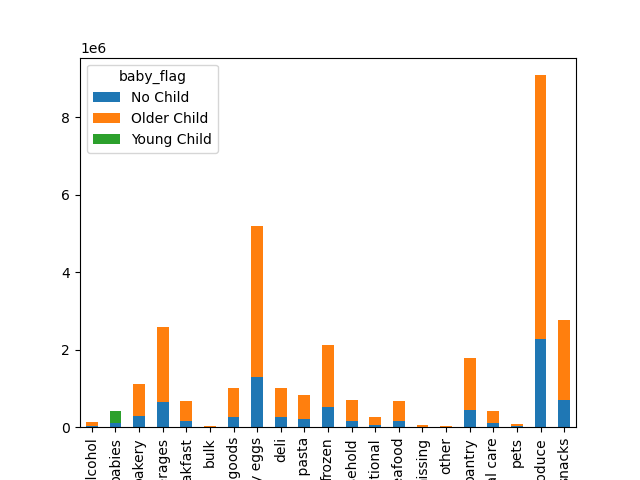 1e6
baby_flag
No Child
Older Child
Young Child
8
6
4
2
0
lcohol
babies
bakery
erages
akfast
bulk
goods
y eggs
deli
pasta
frozen
ehold
tional
eafood
issing
other
pantry
l care
pets
oduce
snacks